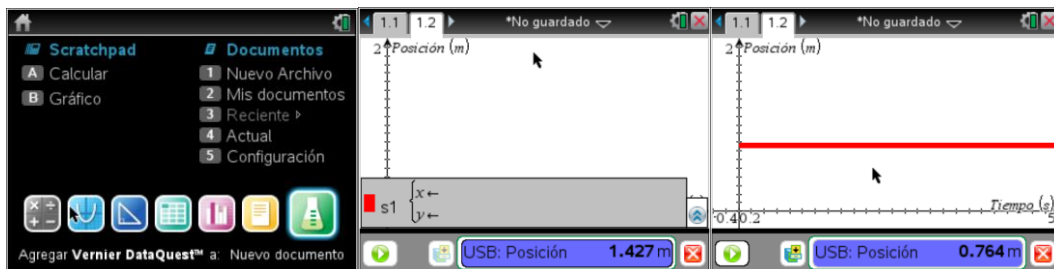 Scratchpad
A Calcular
B Gráfico
Documentos
1 Nuevo Archivo
2 Mis documentos
3 Reciente ▸
4 Actual
5 Configuración
Agregar Vernier DataQuest™ a: Nuevo documento
1.1 1.2 *No guardado
2 Posición (m)
s1 x←
y←
USB: Posición 1.427 m
1.1 1.2 *No guardado
2 Posición (m)
Tiempo (s)
-0.4 0.2 5
USB: Posición 0.764 m